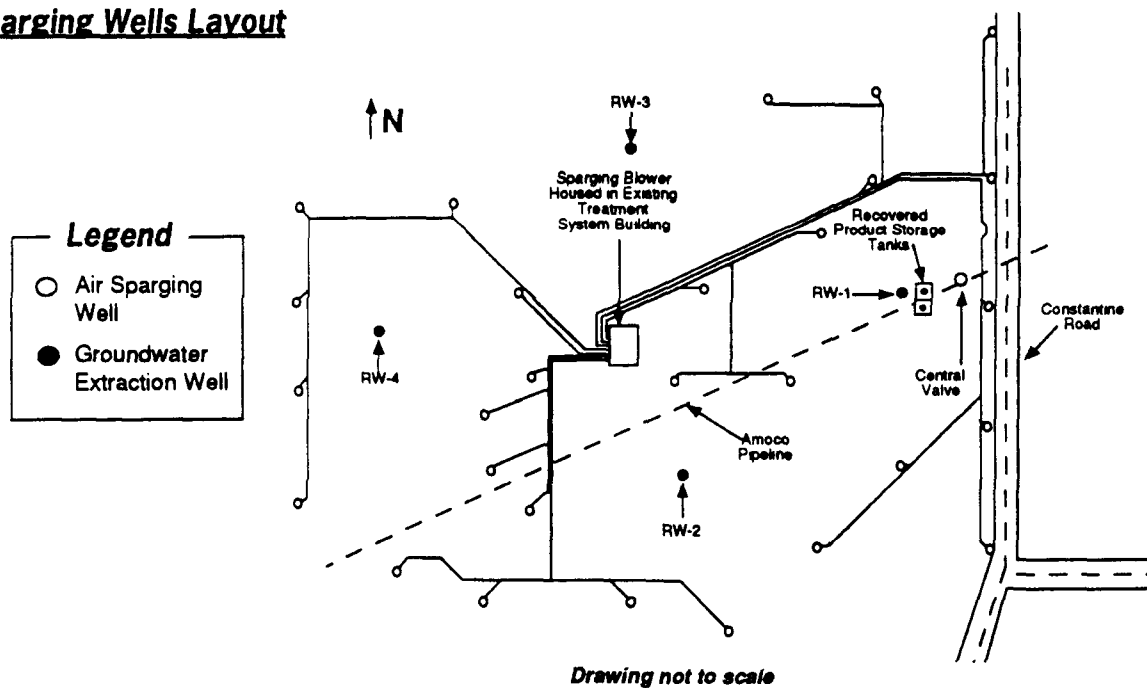 arging Wells Layout
N
RW-3
Sparging Blower
Housed in Existing
Treatment
System Building
Legend
Air Sparging
Well
Groundwater
Extraction Well
Recovered
Product Storage
Tanks
RW-1
Constantine
Road
RW-4
Central
Valve
Amoco
Pipeline
RW-2
Drawing not to scale